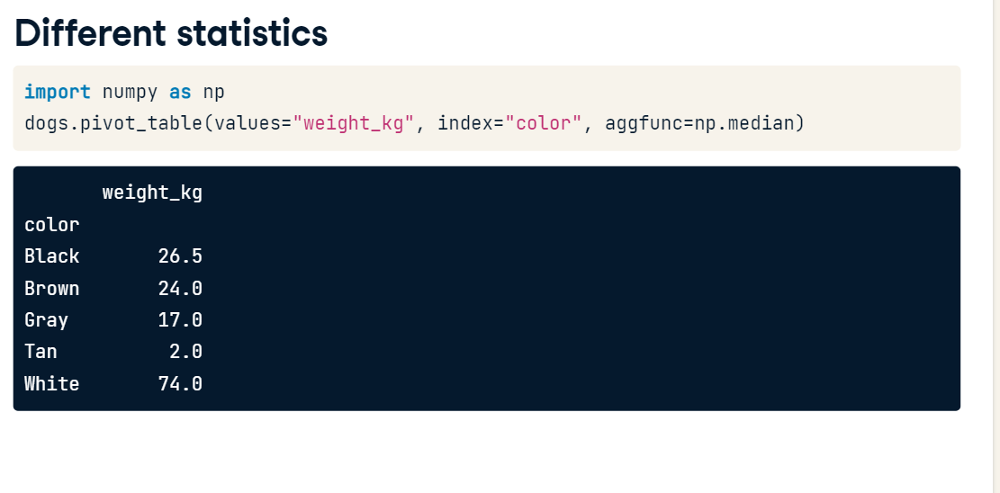 Different statistics
import numpy as np
dogs.pivot_table(values="weight_kg", index="color", aggfunc=np.median)
weight_kg
color
Black 26.5
Brown 24.0
Gray 17.0
Tan 2.0
White 74.0